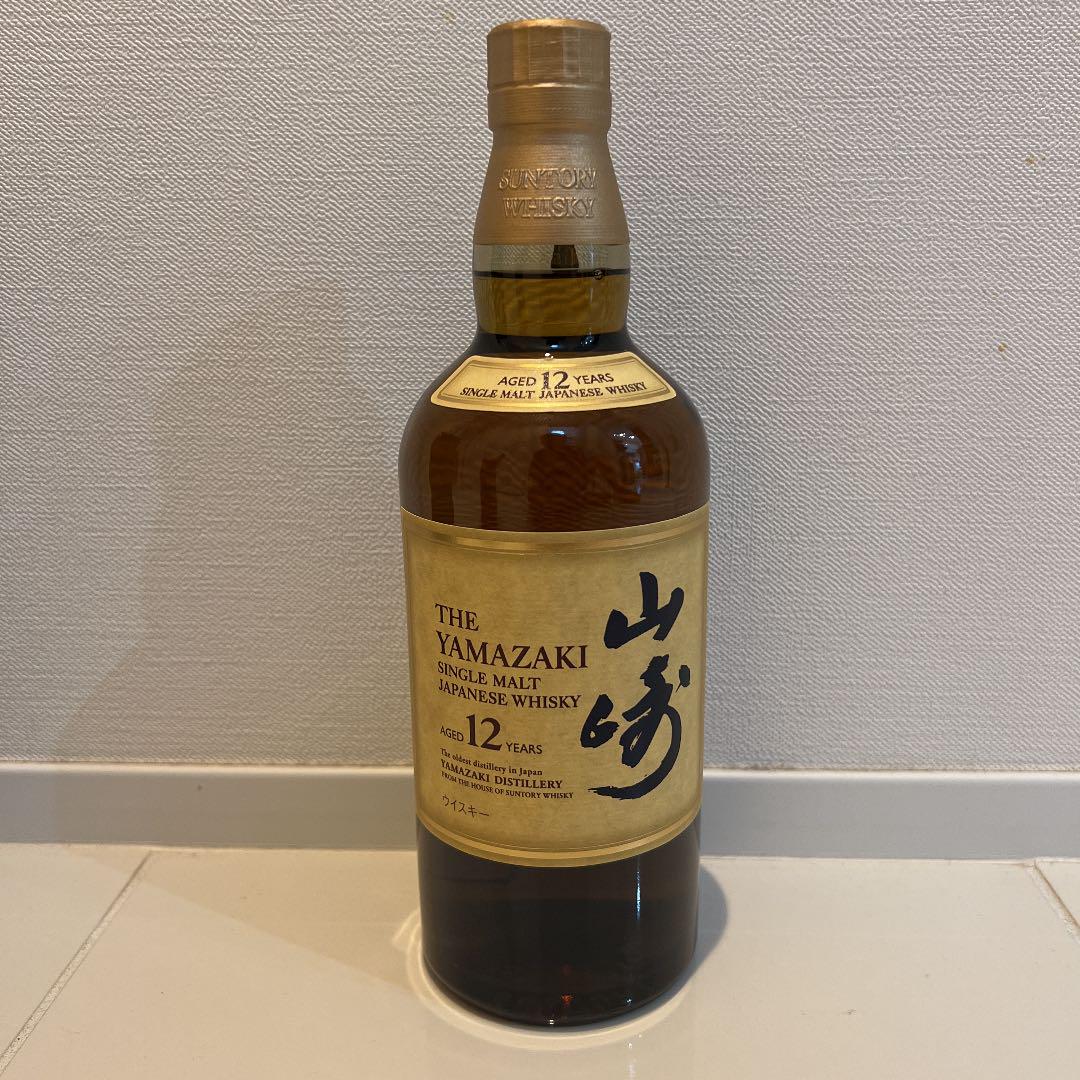 SUNTORY
WHISKY
AGED 12 YEARS
SINGLE MALT JAPANESE WHISKY
THE
YAMAZAKI
SINGLE MALT
JAPANESE WHISKY
AGED 12 YEARS
The oldest distillery in Japan
YAMAZAKI DISTILLERY
FROM THE HOUSE OF SUNTORY WHISKY
ウイスキー
山崎